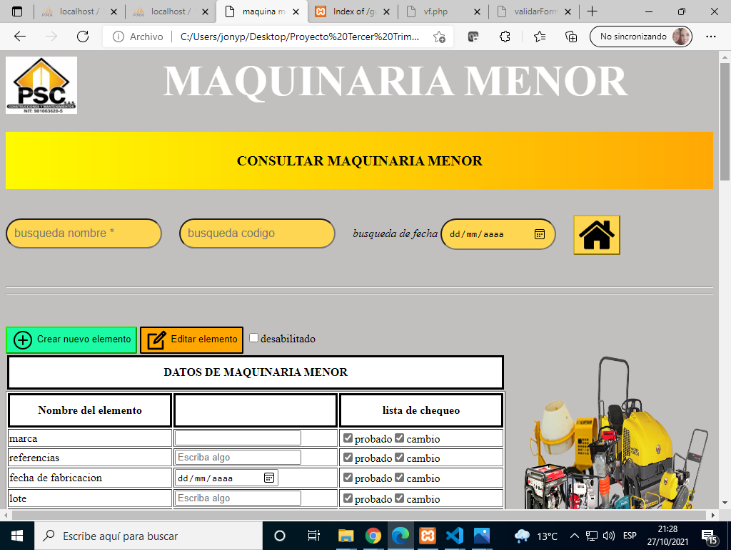 localhost /
localhost /
maquina m
Index of /g
vf.php
validarForm
Archivo
C:/Users/jonyp/Desktop/Proyecto%20Tercer%20Trim...
No sincronizando
PSC S.A.S.
MAQUINARIA MENOR
CONSULTAR MAQUINARIA MENOR
busqueda nombre *
busqueda codigo
busqueda de fecha
dd/mm/aaaa
Crear nuevo elemento
Editar elemento
desabilitado
DATOS DE MAQUINARIA MENOR
Nombre del elemento
lista de chequeo
marca
probado
cambio
referencias
Escriba algo
probado
cambio
fecha de fabricacion
dd/mm/aaaa
probado
cambio
lote
Escriba algo
probado
cambio
Escribe aquí para buscar
13°C
ESP
21:28
27/10/2021
15